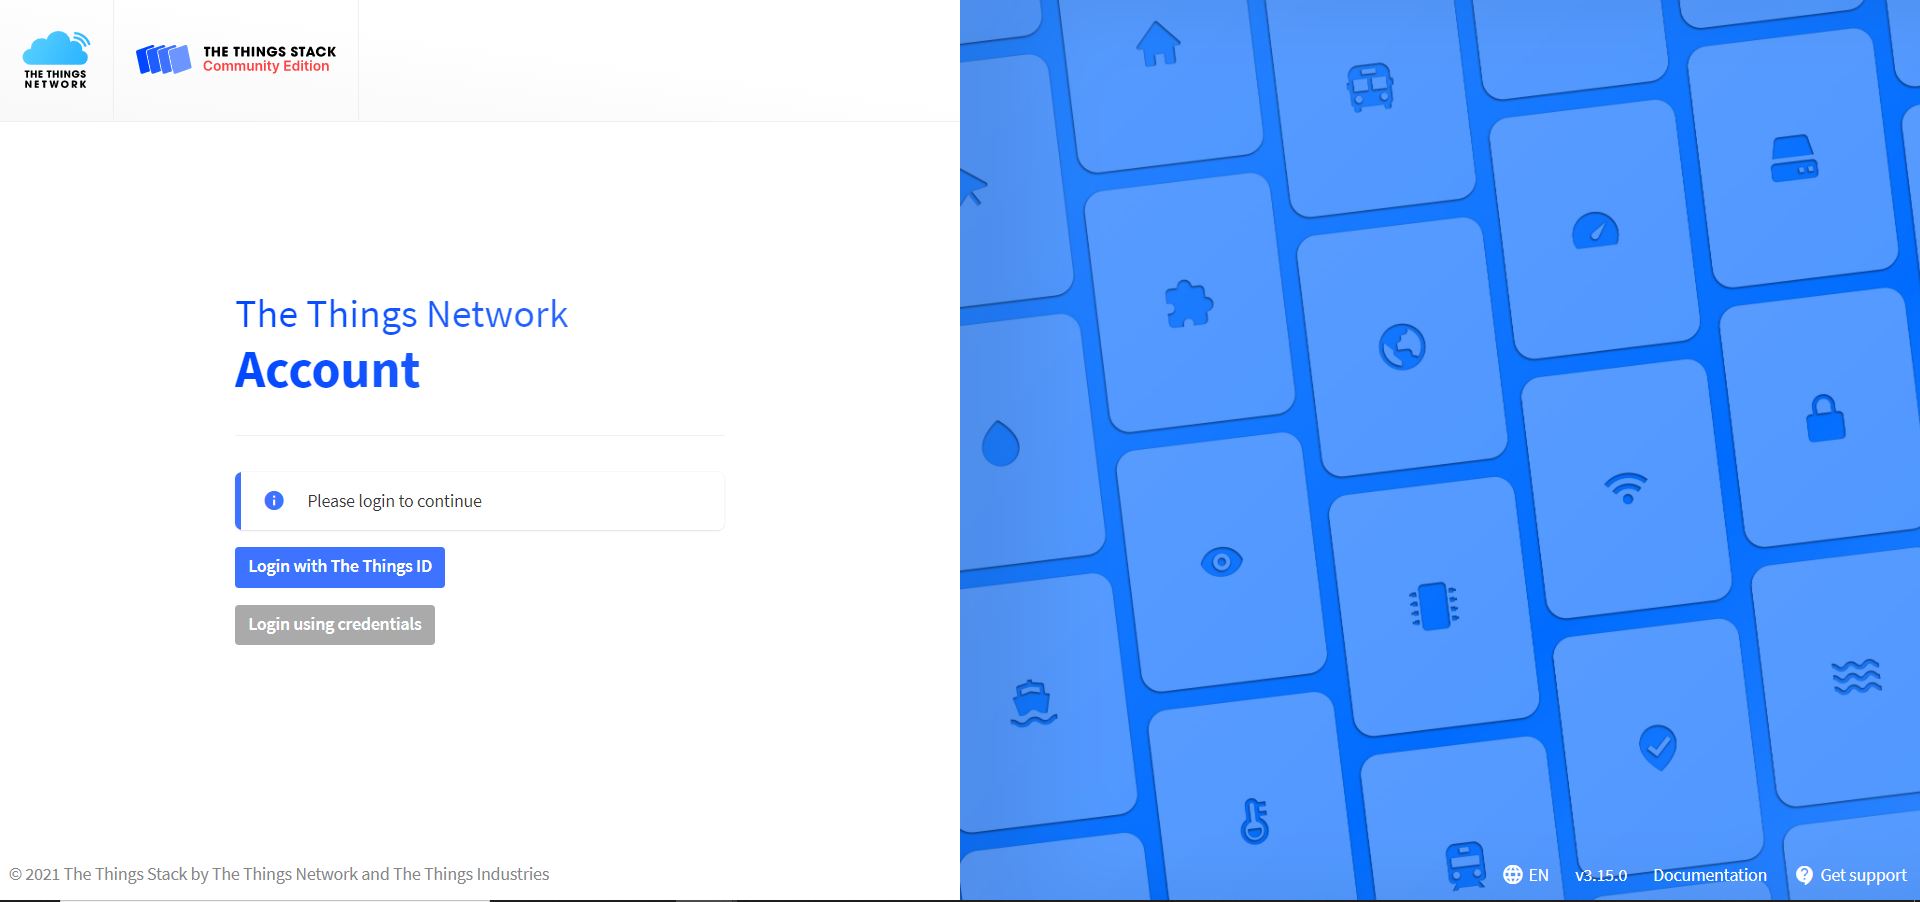 THE THINGS
NETWORK
THE THINGS STACK
Community Edition
The Things Network
Account
Please login to continue
Login with The Things ID
Login using credentials
© 2021 The Things Stack by The Things Network and The Things Industries
EN v3.15.0 Documentation Get support